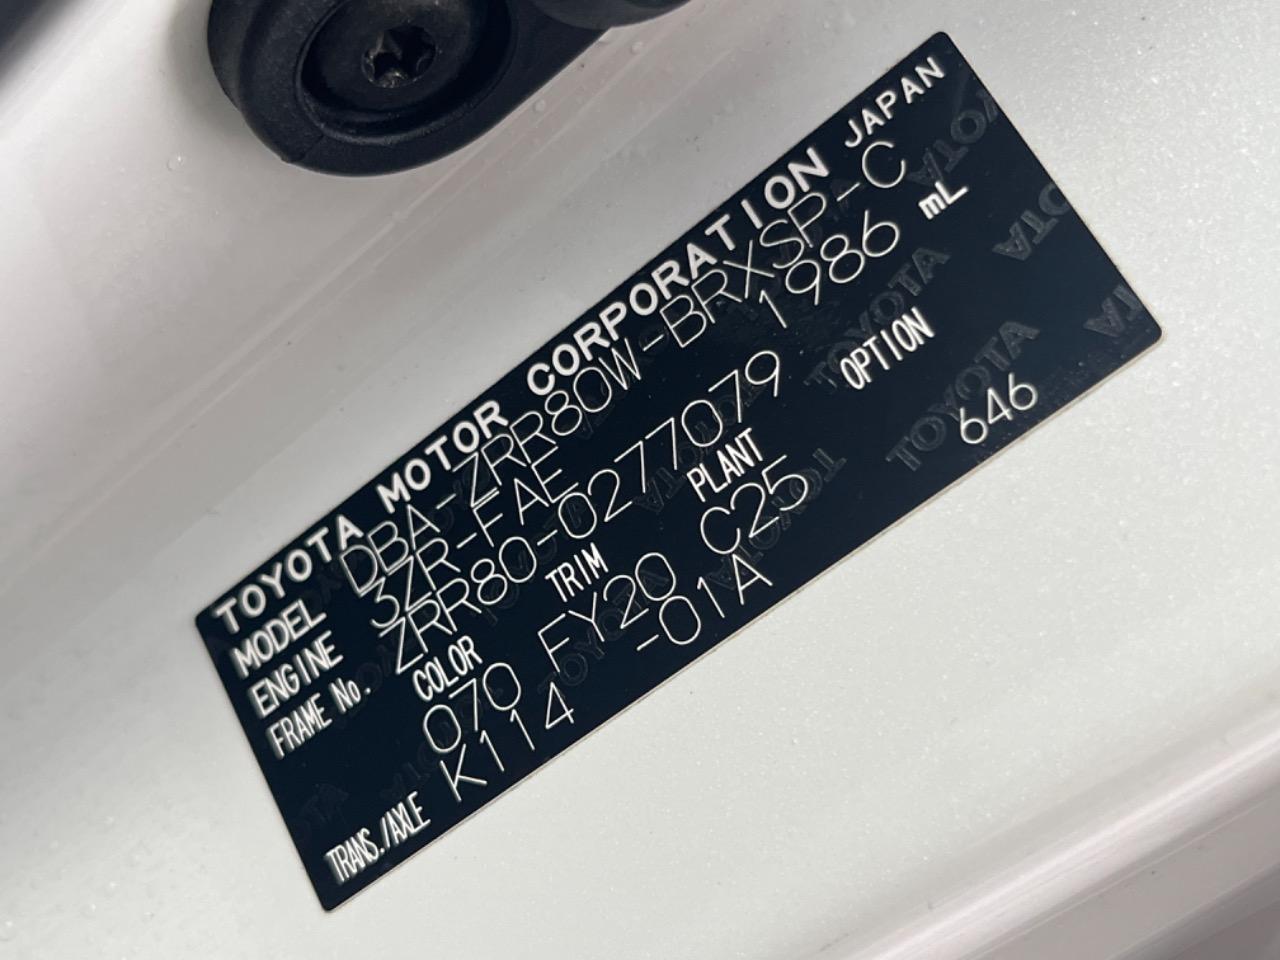 TOYOTA MOTOR CORPORATION JAPAN
MODEL DBA-ZRR80W-BRXSP-C
ENGINE 3ZR-FAE 1986 mL
FRAME No. ZRR80-0277079
COLOR TRIM PLANT OPTION
070 FY20 C25 646
TRANS./AXLE K114 -01A